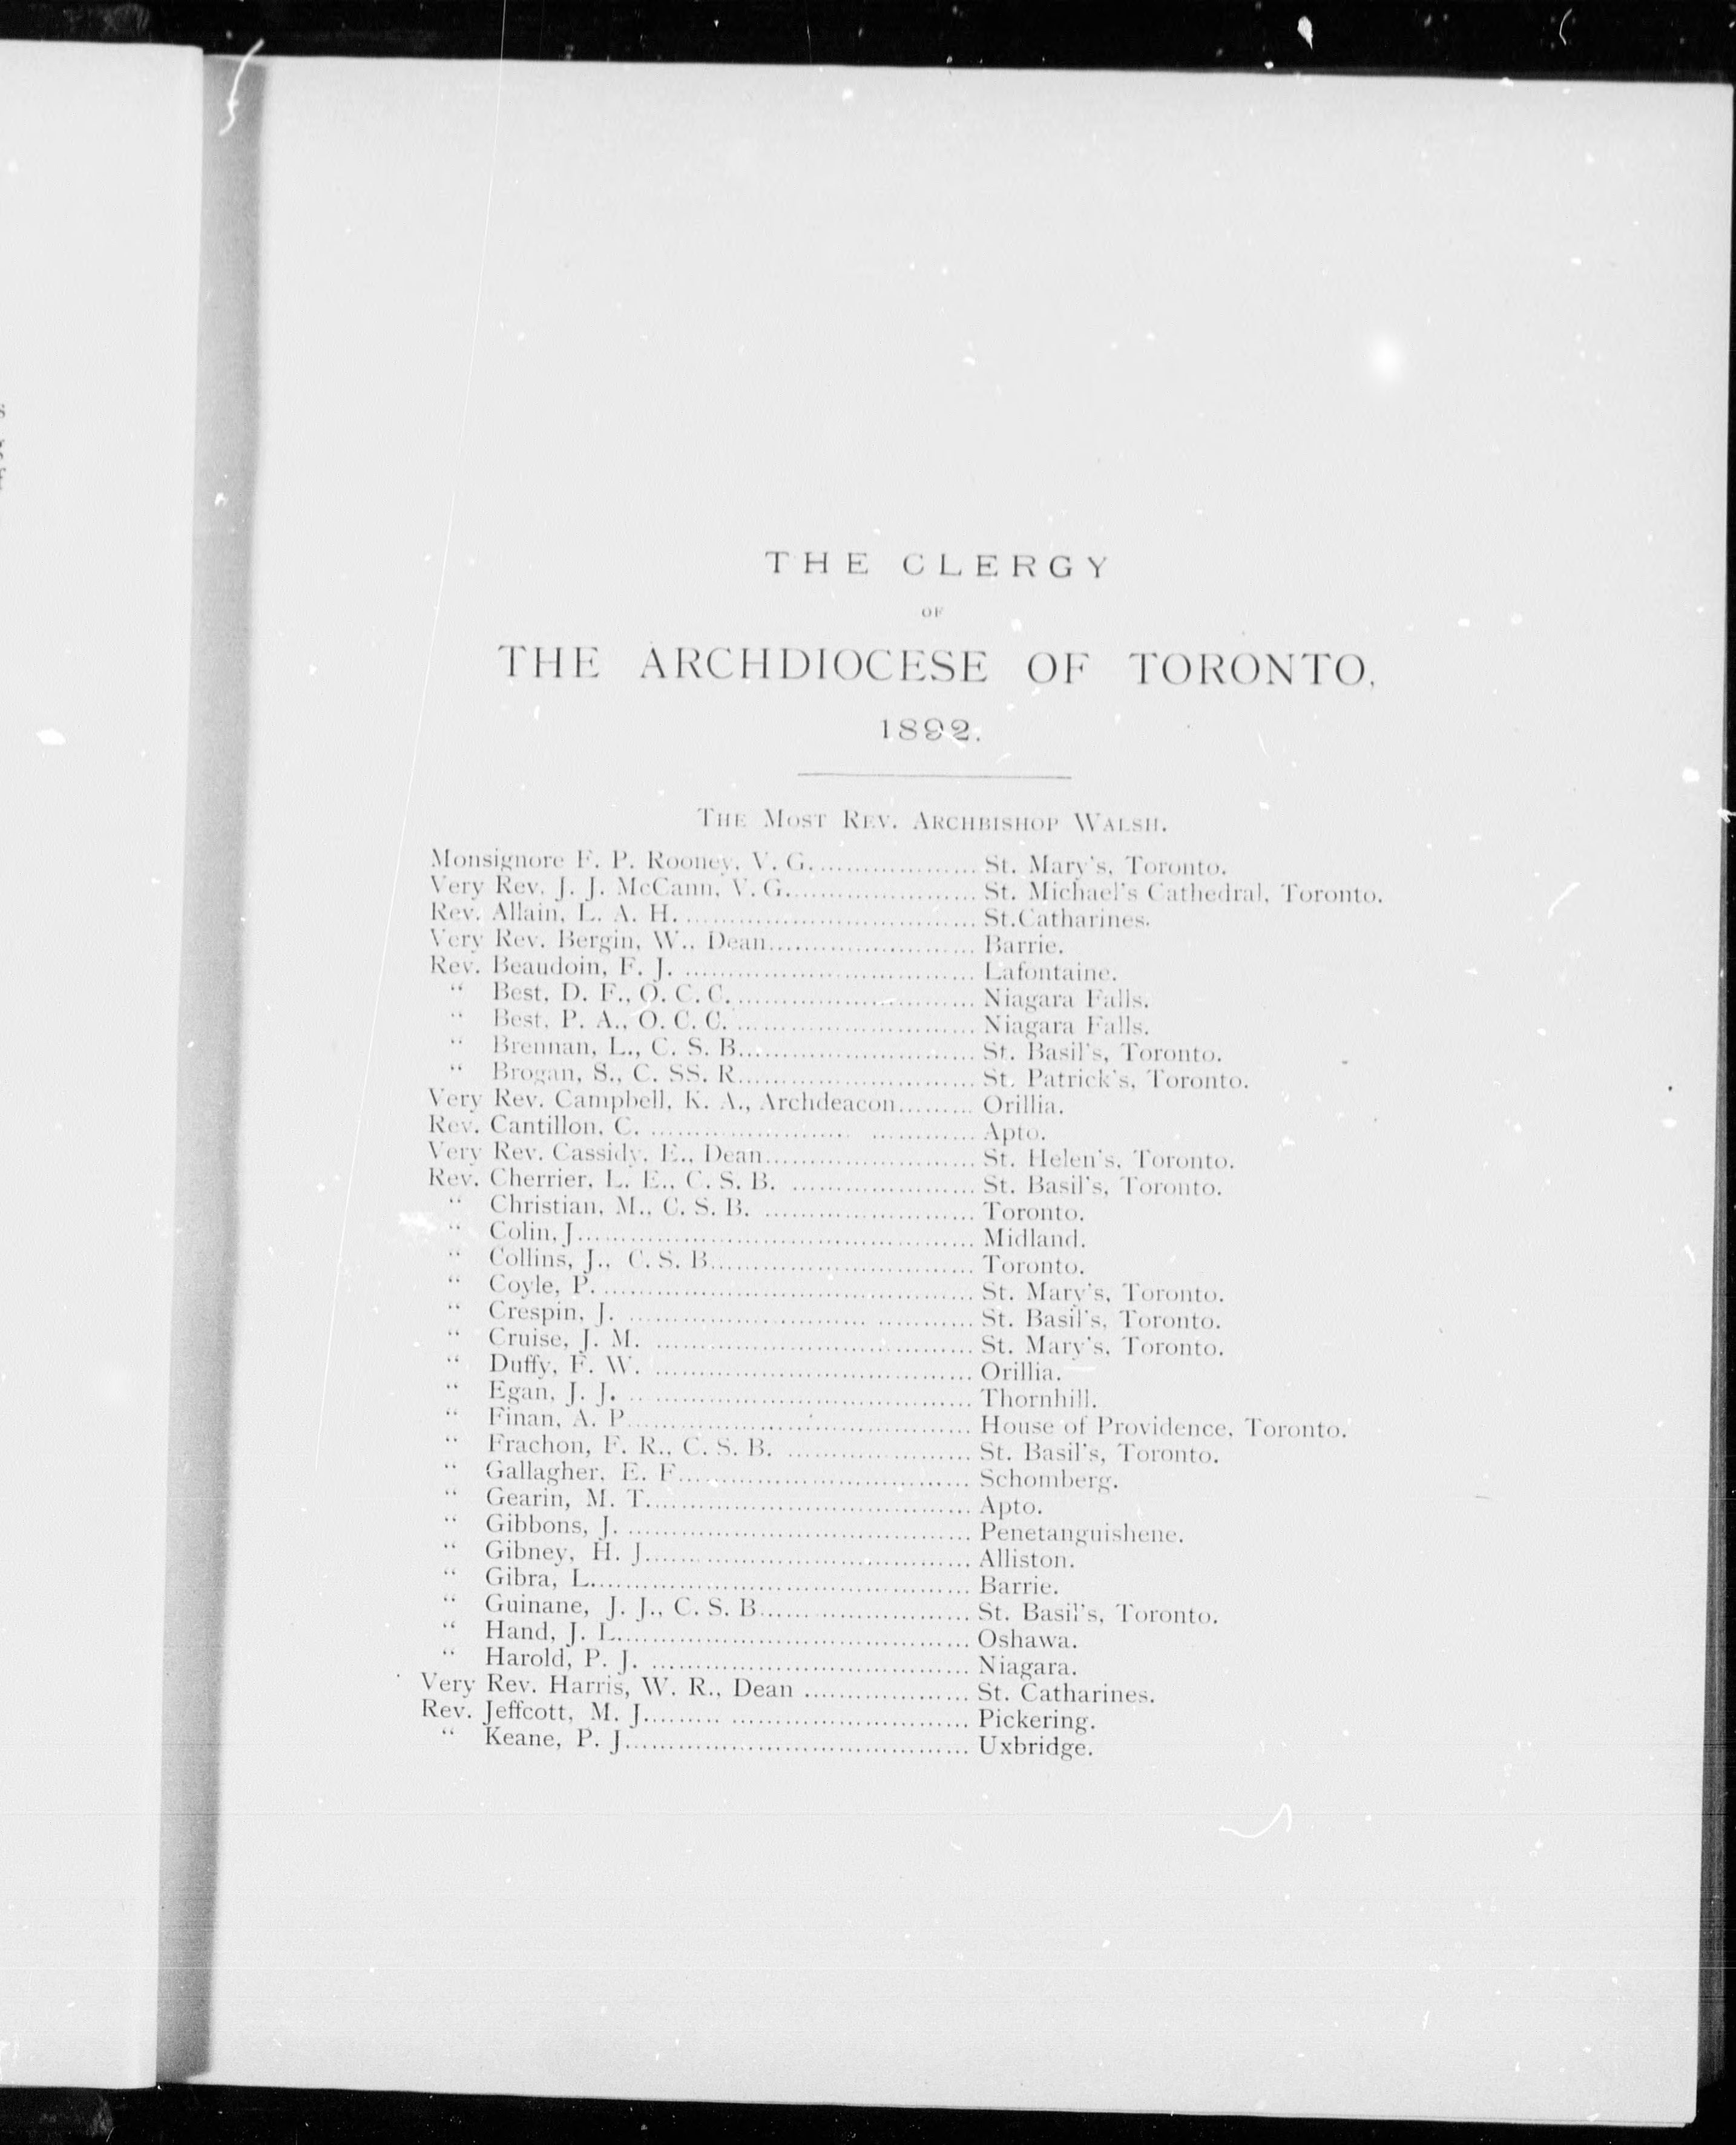 THE CLERGY
OF
THE ARCHDIOCESE OF TORONTO,
1892.
THE MOST REV. ARCHBISHOP WALSH.
Monsignore F. P. Rooney, V. G. .................. St. Mary's, Toronto.
Very Rev. J. J. McCann, V. G. .................. St. Michael's Cathedral, Toronto.
Rev. Allain, L. A. H. .................. St. Catharines.
Very Rev. Bergin, W., Dean .................. Barrie.
Rev. Beaudoin, F. J. .................. Lafontaine.
“ Best, D. F., O. C. C. .................. Niagara Falls.
“ Best, P. A., O. C. C. .................. Niagara Falls.
“ Brennan, L., C. S. B. .................. St. Basil's, Toronto.
“ Brogan, S., C. SS. R. .................. St. Patrick's, Toronto.
Very Rev. Campbell, K. A., Archdeacon ......... Orillia.
Rev. Cantillon, C. .................. Apto.
Very Rev. Cassidy, E., Dean .................. St. Helen's, Toronto.
Rev. Cherrier, L. E., C. S. B. .................. St. Basil's, Toronto.
“ Christian, M., C. S. B. .................. Toronto.
“ Colin, J. .................. Midland.
“ Collins, J., C. S. B. .................. Toronto.
“ Coyle, P. .................. St. Mary's, Toronto.
“ Crespin, J. .................. St. Basil's, Toronto.
“ Cruise, J. M. .................. St. Mary's, Toronto.
“ Duffy, F. W. .................. Orillia.
“ Egan, J. J. .................. Thornhill.
“ Finan, A. P. .................. House of Providence, Toronto.
“ Frachon, F. R., C. S. B. .................. St. Basil's, Toronto.
“ Gallagher, E. F. .................. Schomberg.
“ Gearin, M. T. .................. Apto.
“ Gibbons, J. .................. Penetanguishene.
“ Gibney, H. J. .................. Alliston.
“ Gibra, L. .................. Barrie.
“ Guinane, J. J., C. S. B. .................. St. Basil's, Toronto.
“ Hand, J. L. .................. Oshawa.
“ Harold, P. J. .................. Niagara.
Very Rev. Harris, W. R., Dean .................. St. Catharines.
Rev. Jeffcott, M. J. .................. Pickering.
“ Keane, P. J. .................. Uxbridge.